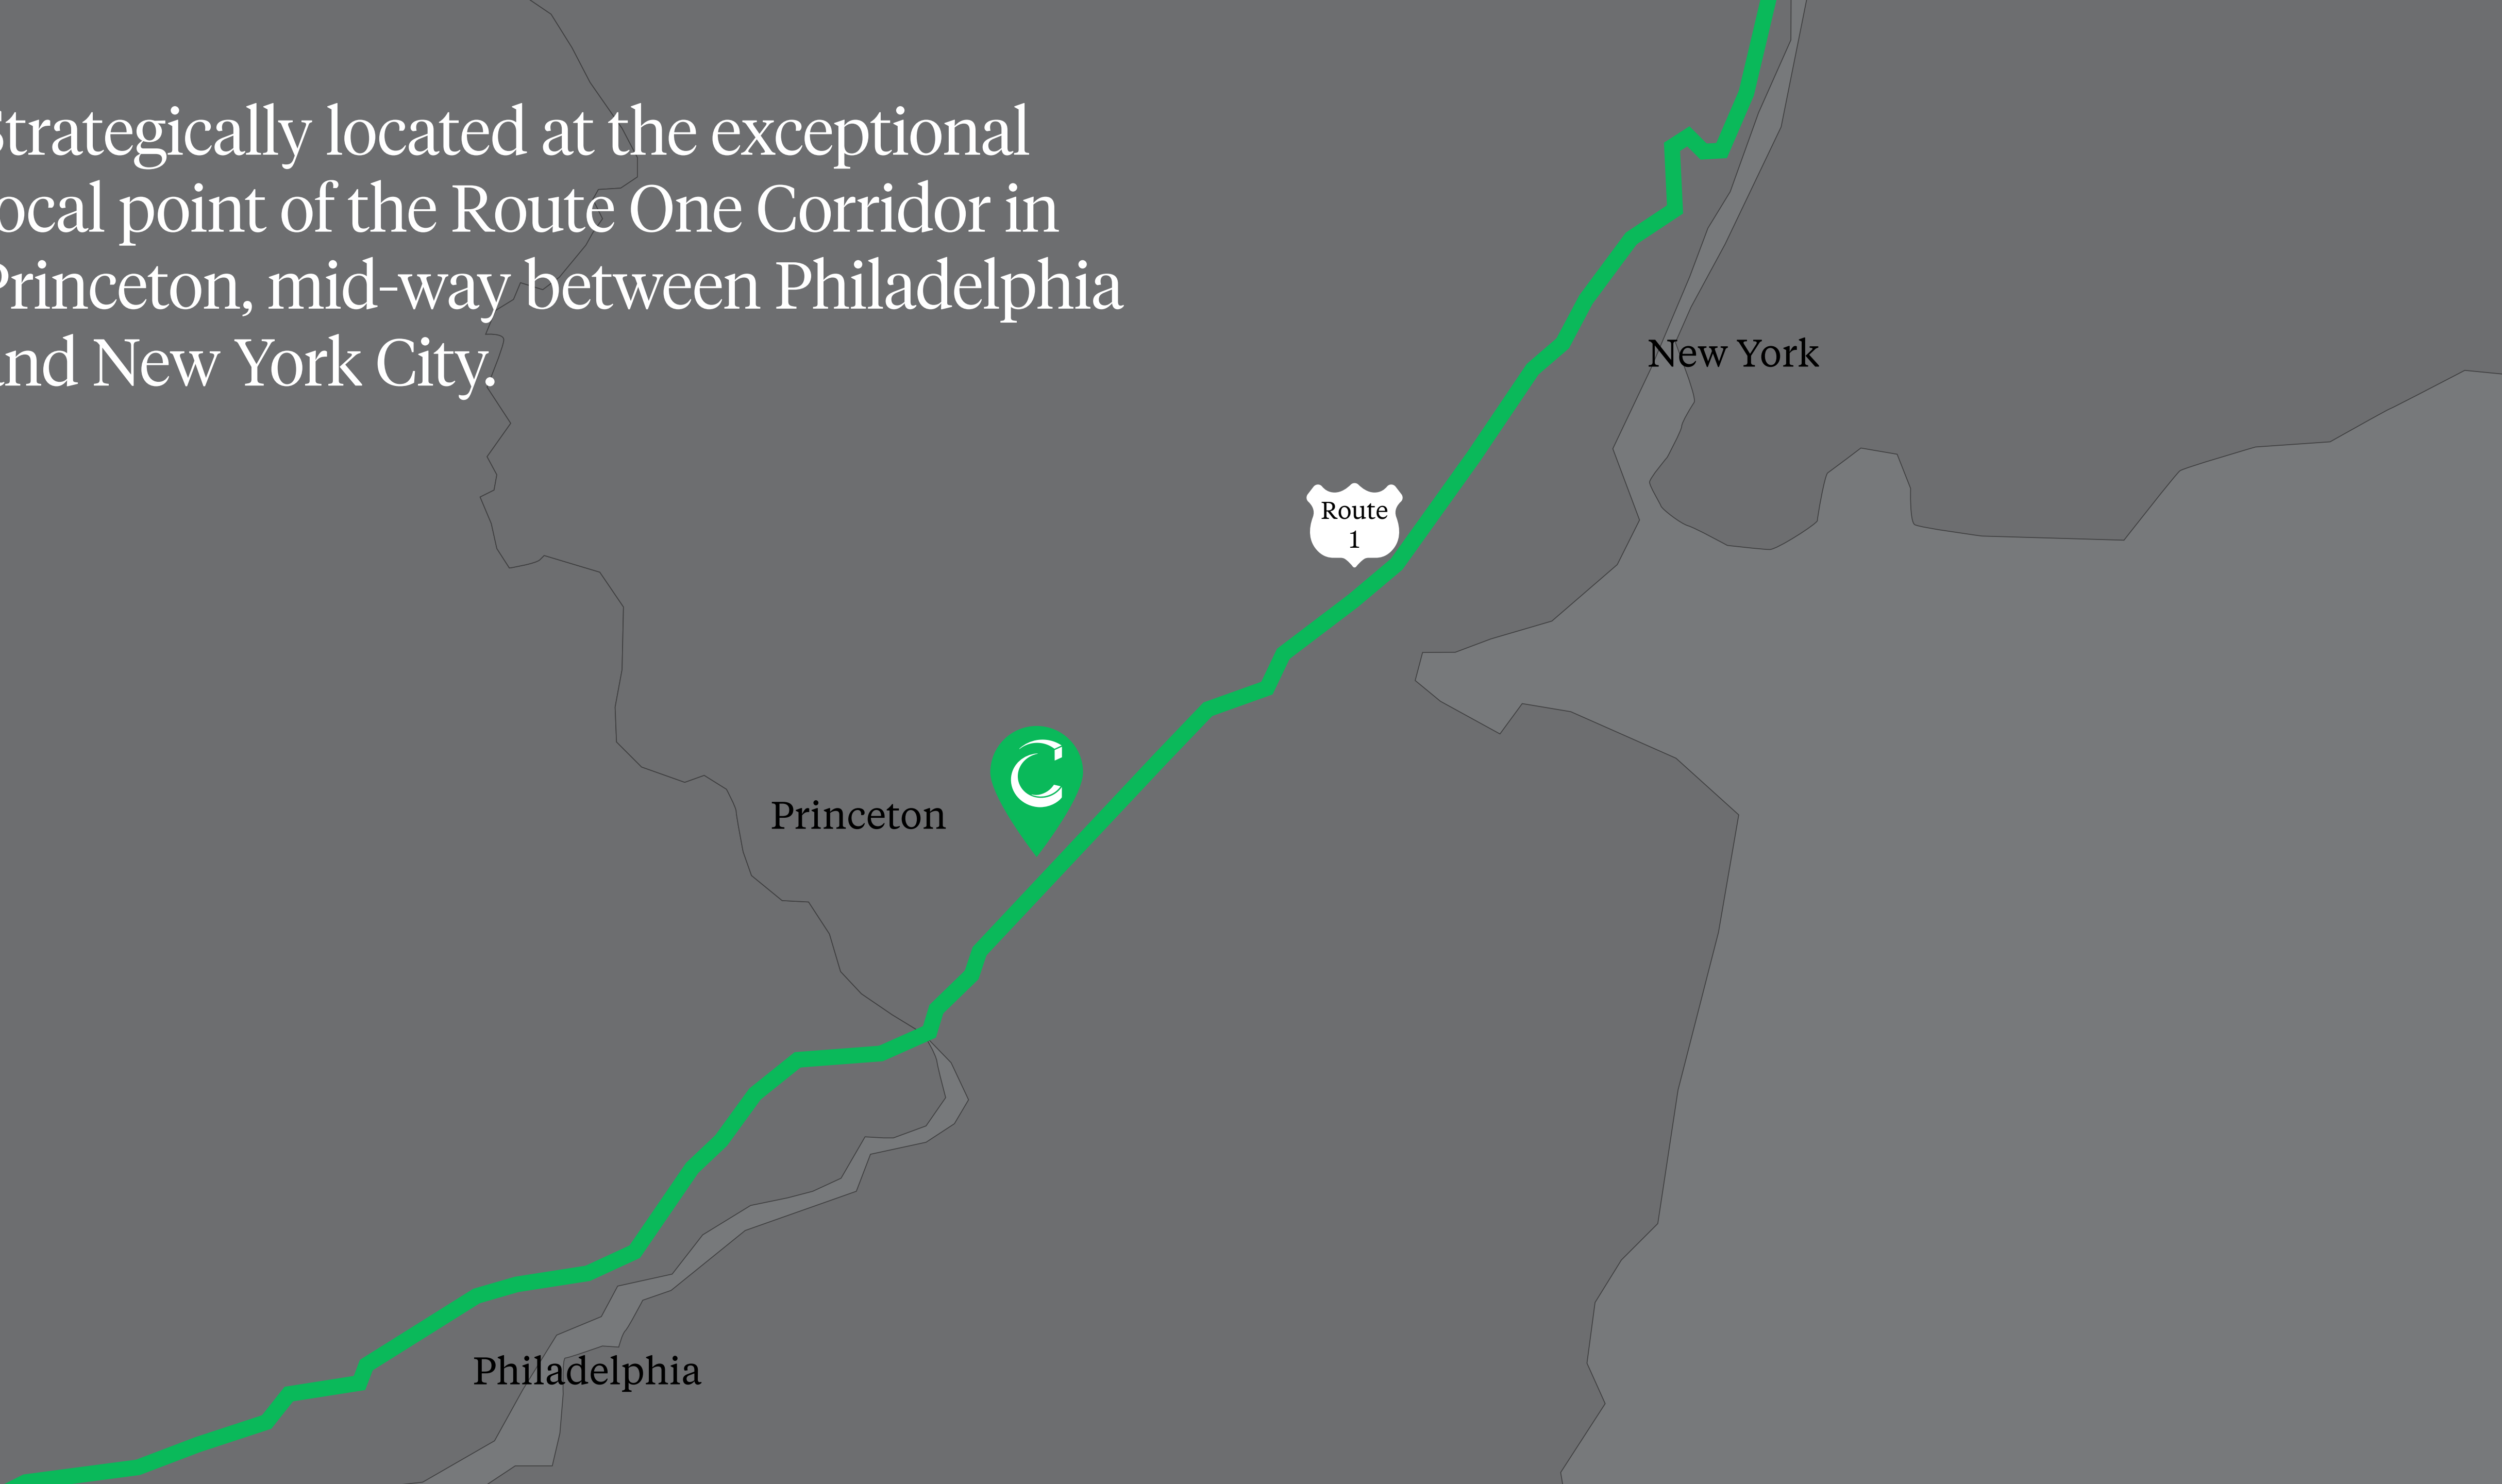 trategically located at the exceptional
ocal point of the Route One Corridor in
Princeton, mid-way between Philadelphia
nd New York City.
New York
Route
1
C
Princeton
Philadelphia